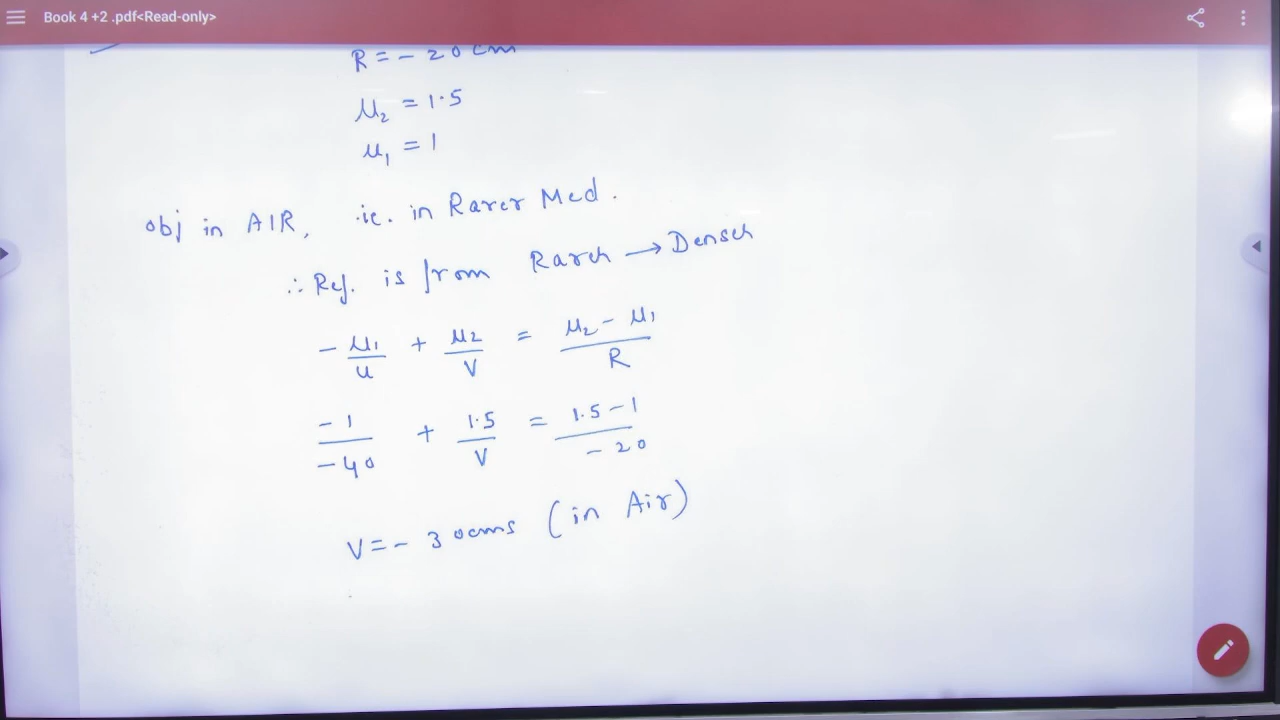 Book 4 +2 .pdf<Read-only>
R = - 20 cm
μ₂ = 1.5
μ₁ = 1
obj in AIR, ie. in Rarer Med.
∴ Ref. is from Rarer → Denser
- μ₁/u + μ₂/V = μ₂ - μ₁/R
-1/-40 + 1.5/V = 1.5 - 1/-20
V = - 30cms (in Air)